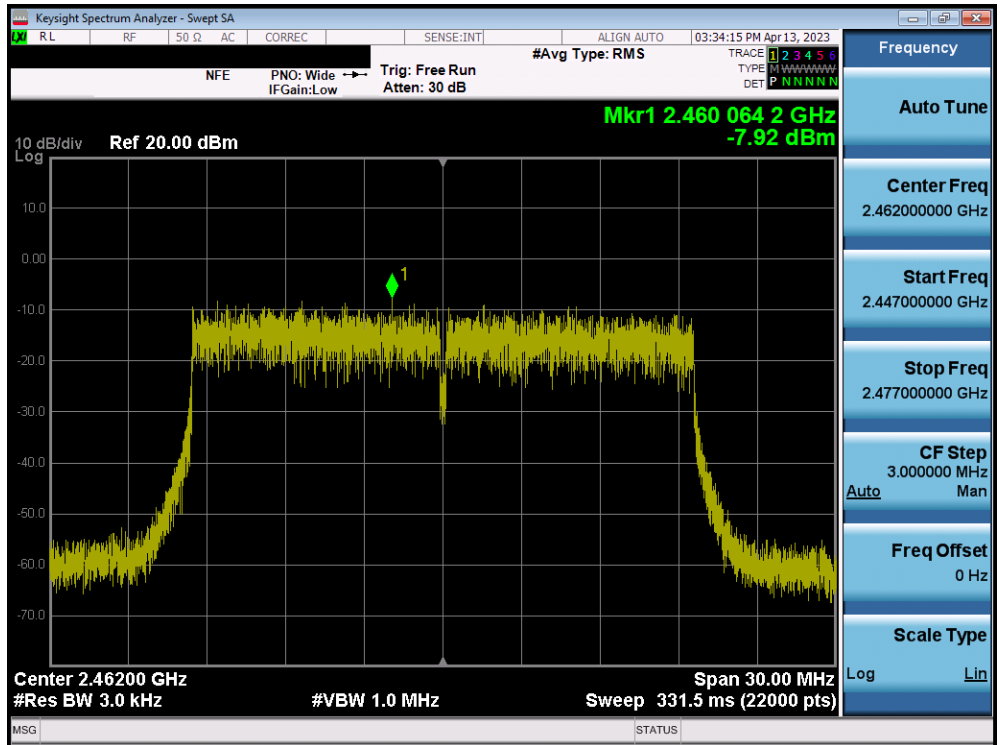 Keysight Spectrum Analyzer - Swept SA
LXI RL RF 50 Ω AC CORREC SENSE:INT ALIGN AUTO 03:34:15 PM Apr 13, 2023
NFE PNO: Wide IFGain:Low Trig: Free Run Atten: 30 dB #Avg Type: RMS
TRACE 1 2 3 4 5 6
TYPE M WWWWW
DET P N N N N N
Frequency
Auto Tune
Mkr1 2.460 064 2 GHz
-7.92 dBm
10 dB/div Ref 20.00 dBm
Log
10.0
0.00
-10.0
-20.0
-30.0
-40.0
-50.0
-60.0
-70.0
1
Center Freq
2.462000000 GHz
Start Freq
2.447000000 GHz
Stop Freq
2.477000000 GHz
CF Step
3.000000 MHz
Auto Man
Freq Offset
0 Hz
Scale Type
Log Lin
Center 2.46200 GHz Span 30.00 MHz
#Res BW 3.0 kHz #VBW 1.0 MHz Sweep 331.5 ms (22000 pts)
MSG STATUS